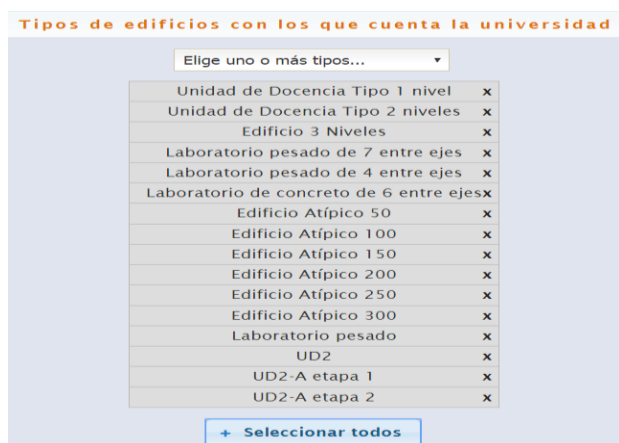 Tipos de edificios con los que cuenta la universidad
Elige uno o más tipos...
Unidad de Docencia Tipo 1 nivel x
Unidad de Docencia Tipo 2 niveles x
Edificio 3 Niveles x
Laboratorio pesado de 7 entre ejes x
Laboratorio pesado de 4 entre ejes x
Laboratorio de concreto de 6 entre ejes x
Edificio Atípico 50 x
Edificio Atípico 100 x
Edificio Atípico 150 x
Edificio Atípico 200 x
Edificio Atípico 250 x
Edificio Atípico 300 x
Laboratorio pesado x
UD2 x
UD2-A etapa 1 x
UD2-A etapa 2 x
+ Seleccionar todos